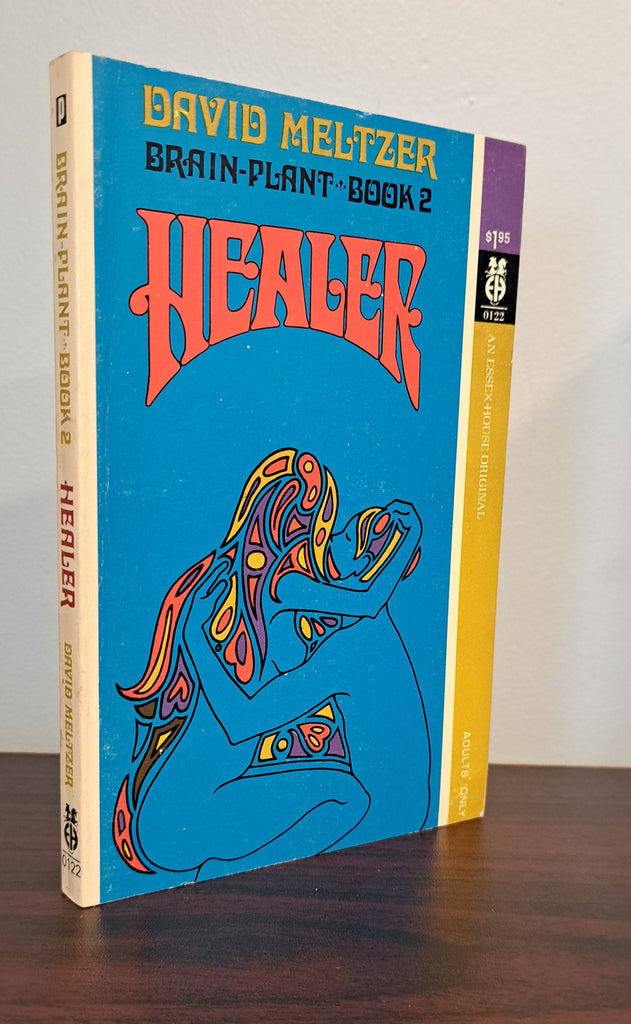 DAVID MELTZER
BRAIN-PLANT BOOK 2
HEALER
$1.95
EH
0122
AN ESSEX HOUSE ORIGINAL
ADULTS ONLY
P
BRAIN-PLANT BOOK 2
HEALER
DAVID MELTZER
EH
0122